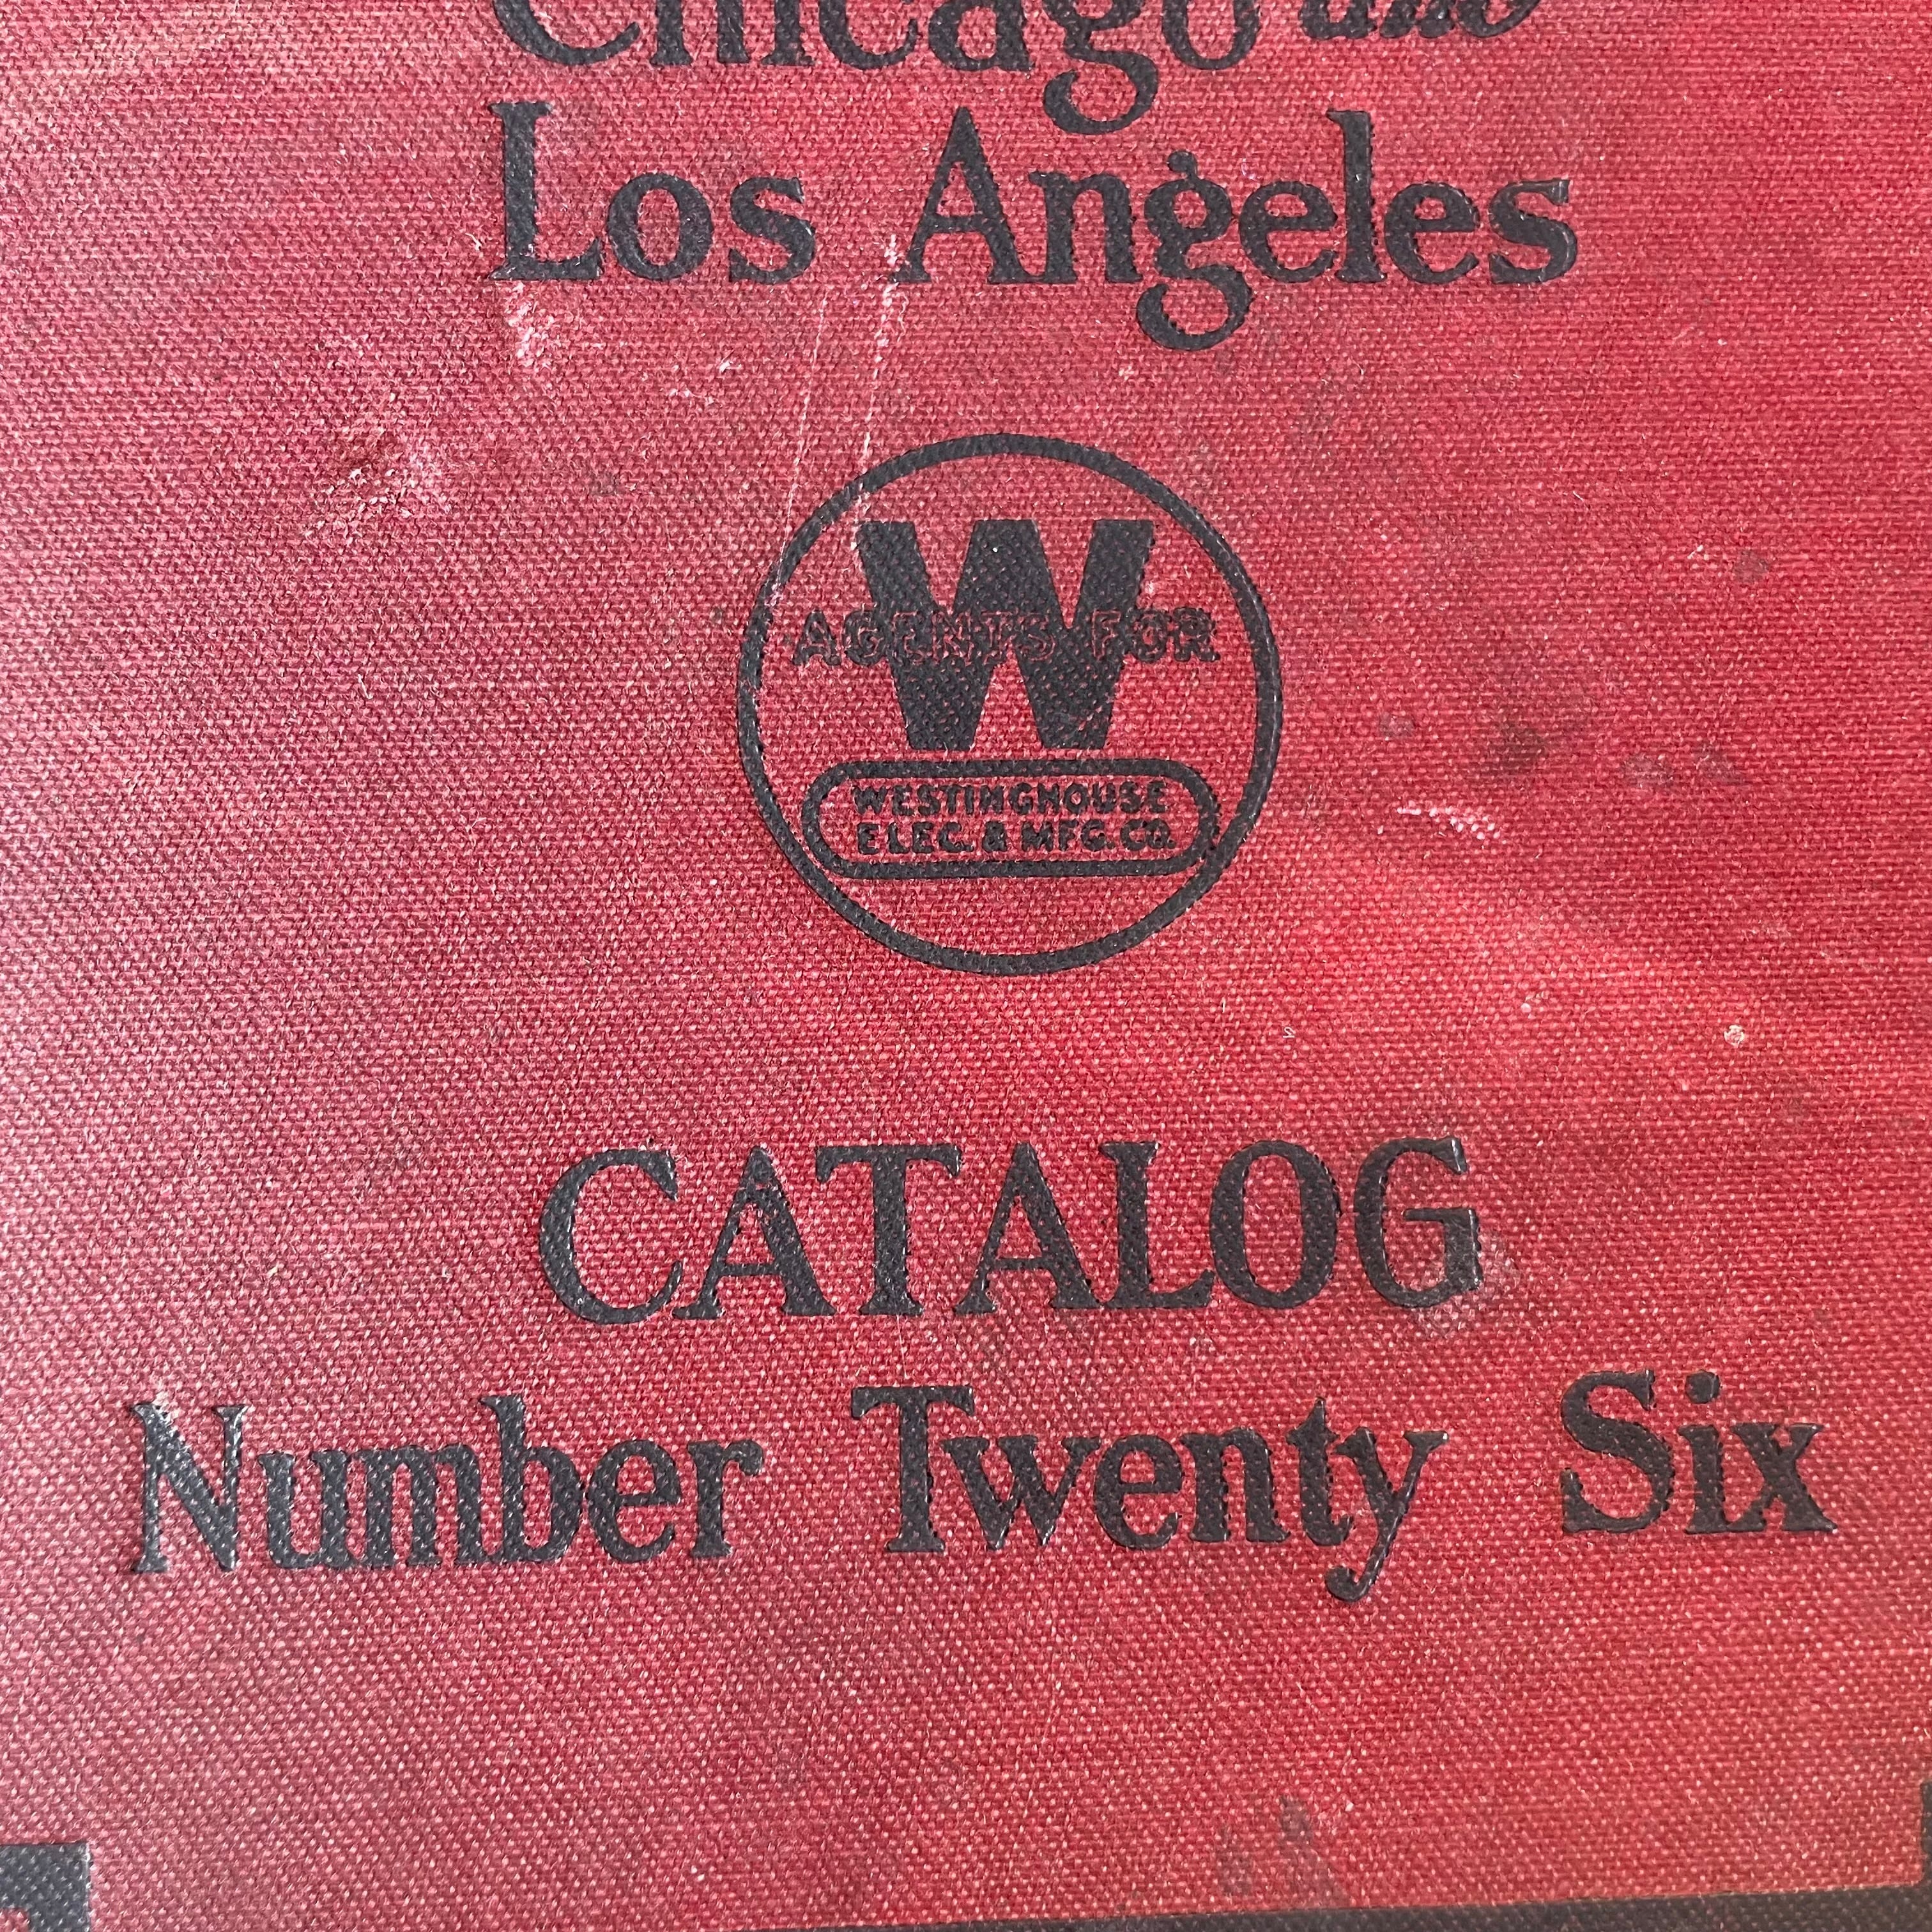 Chicago and
Los Angeles
W
AGENTS FOR
WESTINGHOUSE
ELEC. & MFG. CO.
CATALOG
Number Twenty Six